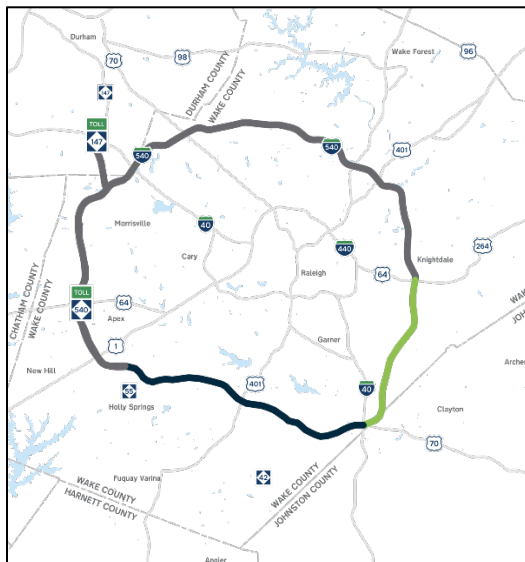 Durham
70
98
Wake Forest
96
147
DURHAM COUNTY
WAKE COUNTY
TOLL
147
540
540
401
Morrisville
40
440
264
Knightdale
Cary
Raleigh
64
CHATHAM COUNTY
WAKE COUNTY
TOLL
540
64
Apex
WAKE
JOH
1
Garner
Archer
New Hill
55
401
40
Holly Springs
Clayton
70
Fuquay Varina
42
WAKE COUNTY
JOHNSTON COUNTY
WAKE COUNTY
HARNETT COUNTY
Angier